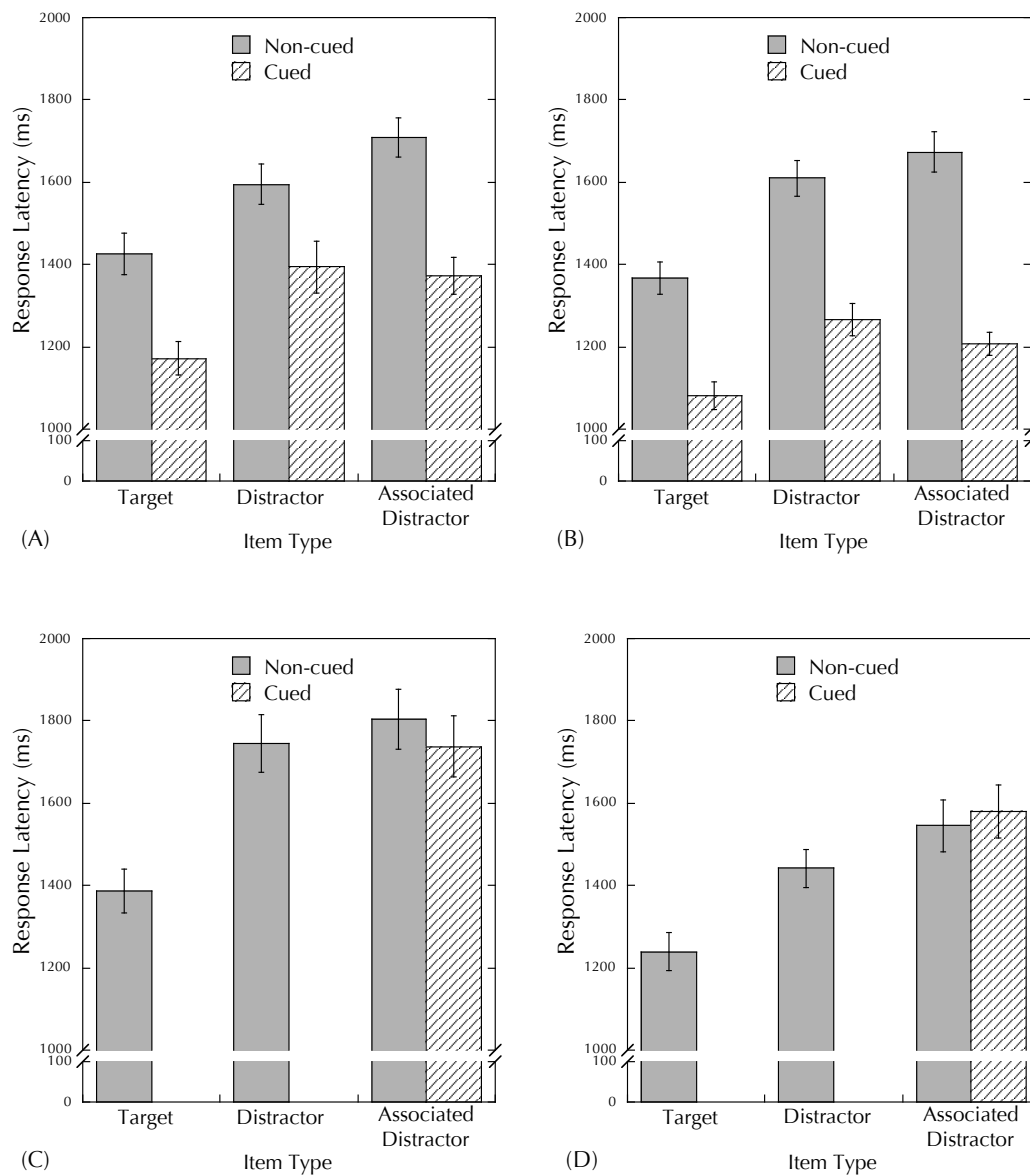 2000
1800
1600
1400
1200
1000
100
0
Response Latency (ms)
Non-cued
Cued
Target
Distractor
Associated
Distractor
Item Type
(A)
2000
1800
1600
1400
1200
1000
100
0
Response Latency (ms)
Non-cued
Cued
Target
Distractor
Associated
Distractor
Item Type
(B)
2000
1800
1600
1400
1200
1000
100
0
Response Latency (ms)
Non-cued
Cued
Target
Distractor
Associated
Distractor
Item Type
(C)
2000
1800
1600
1400
1200
1000
100
0
Response Latency (ms)
Non-cued
Cued
Target
Distractor
Associated
Distractor
Item Type
(D)